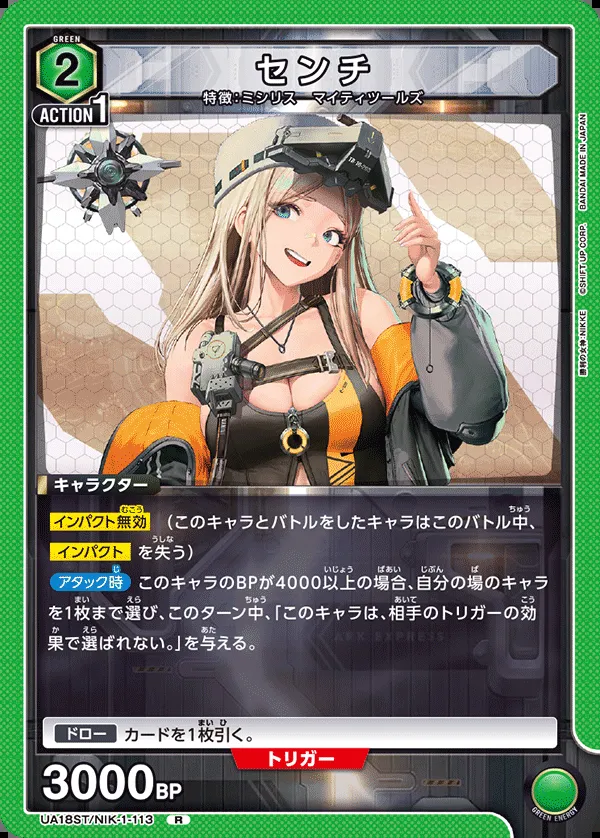 GREEN
2
ACTION 1
センチ
特徴:ミシリス マイティツールズ
勝利の女神:NIKKE ©SHIFT UP CORP. BANDAI MADE IN JAPAN
キャラクター
インパクト無効 (このキャラとバトルをしたキャラはこのバトル中、
インパクト を失う)
アタック時 このキャラのBPが4000以上の場合、自分の場のキャラ
を1枚まで選び、このターン中、「このキャラは、相手のトリガーの効
果で選ばれない。」を与える。
ドロー カードを1枚引く。
トリガー
3000BP
UA18ST/NIK-1-113 R
GREEN ENERGY